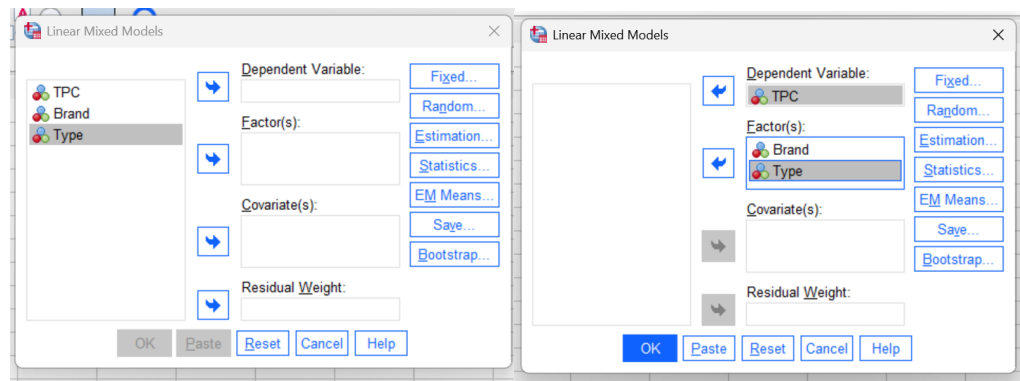 Linear Mixed Models
TPC
Brand
Type
Dependent Variable:
Factor(s):
Covariate(s):
Residual Weight:
Fixed...
Random...
Estimation...
Statistics...
EM Means...
Save...
Bootstrap...
OK
Paste
Reset
Cancel
Help
Linear Mixed Models
Dependent Variable:
TPC
Factor(s):
Brand
Type
Covariate(s):
Residual Weight:
Fixed...
Random...
Estimation...
Statistics...
EM Means...
Save...
Bootstrap...
OK
Paste
Reset
Cancel
Help